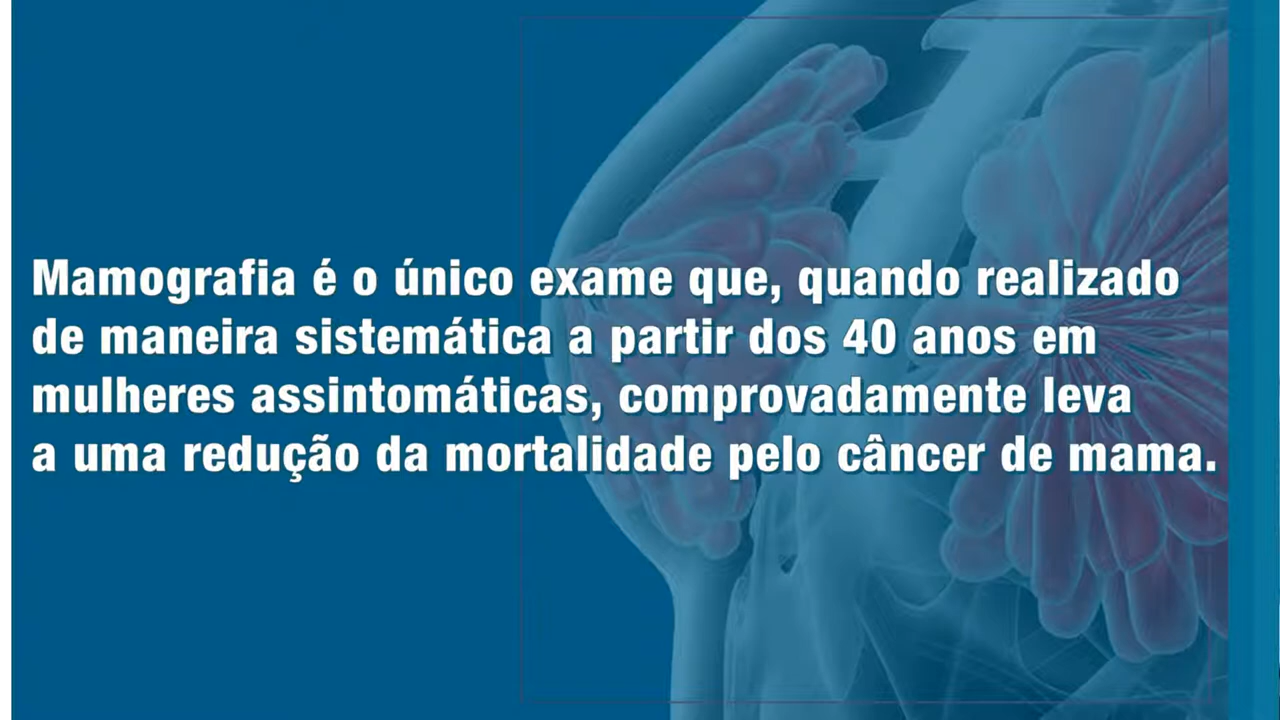 Mamografia é o único exame que, quando realizado
de maneira sistemática a partir dos 40 anos em
mulheres assintomáticas, comprovadamente leva
a uma redução da mortalidade pelo câncer de mama.